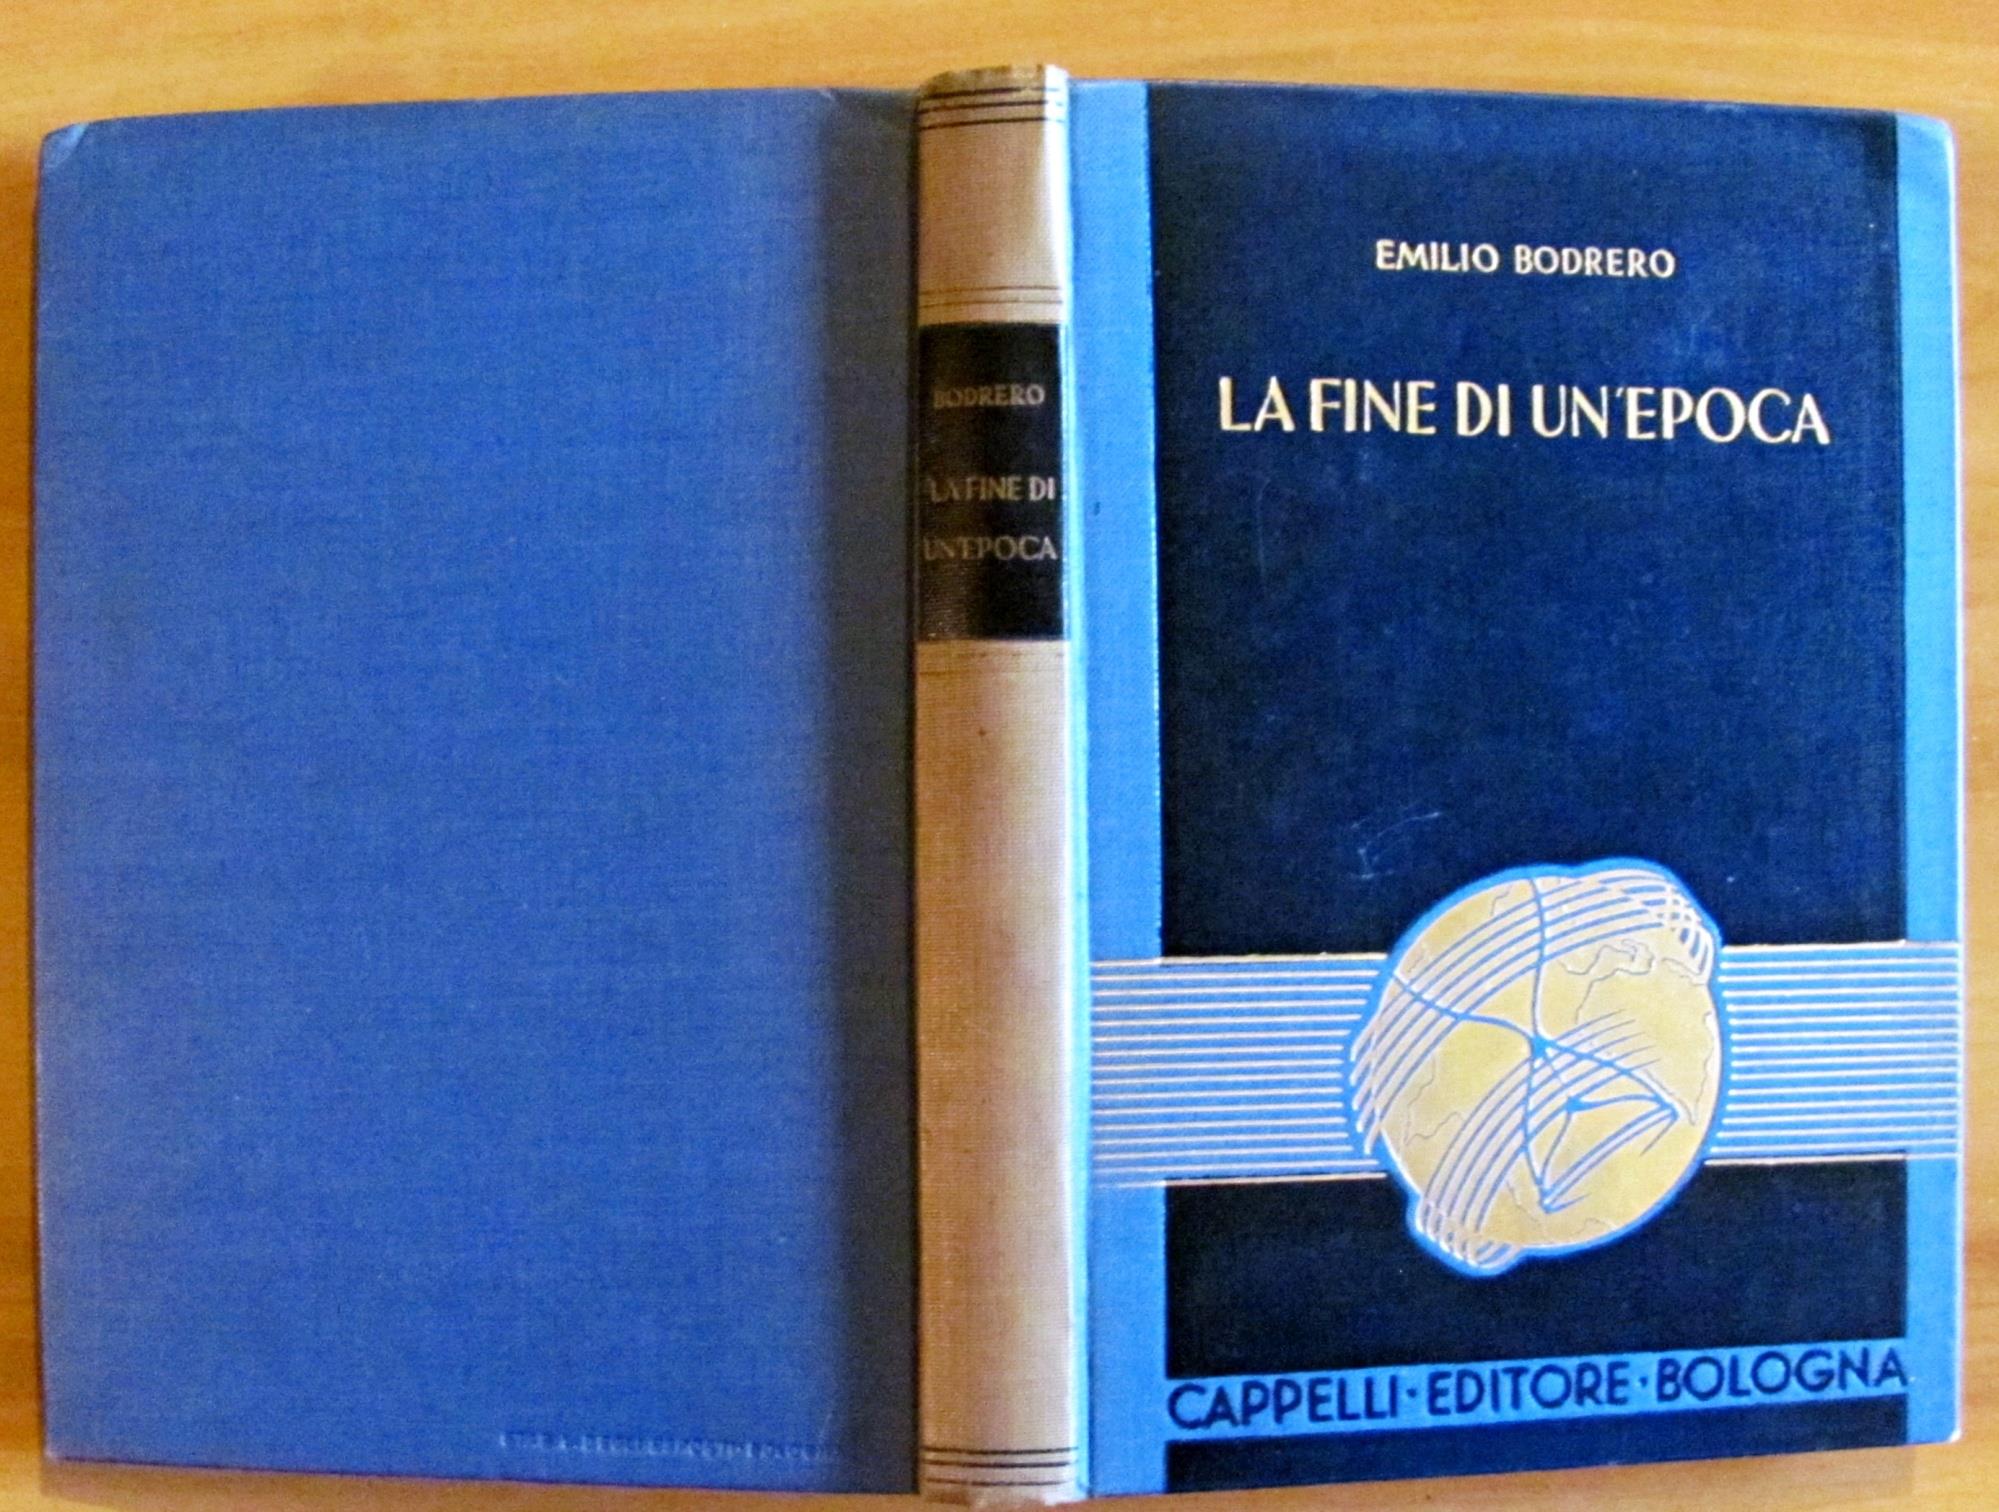 BODRERO
LA FINE DI
UN'EPOCA
EMILIO BODRERO
LA FINE DI UN'EPOCA
CAPPELLI·EDITORE·BOLOGNA